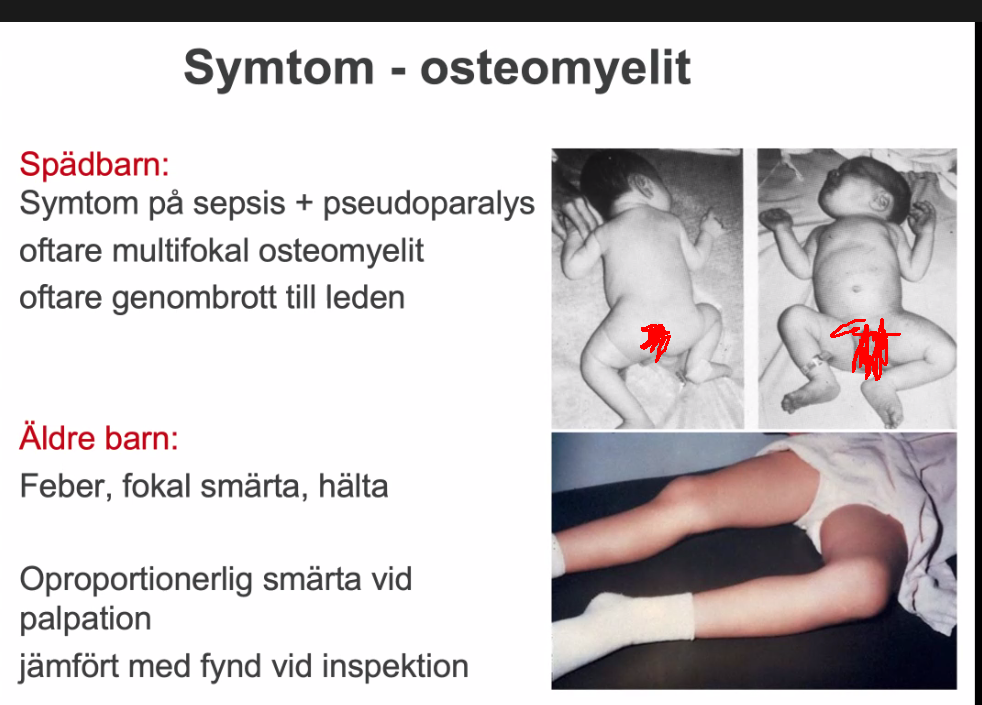 Symtom - osteomyelit
Spädbarn:
Symtom på sepsis + pseudoparalys
oftare multifokal osteomyelit
oftare genombrott till leden
Äldre barn:
Feber, fokal smärta, hälta
Oproportionerlig smärta vid
palpation
jämfört med fynd vid inspektion